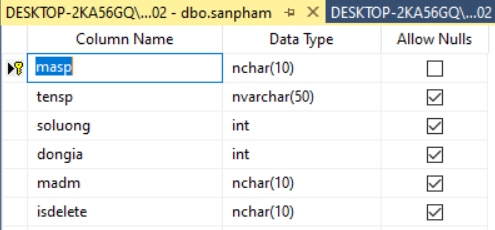 DESKTOP-2KA56GQ\...02 - dbo.sanpham DESKTOP-2KA56GQ\...02
Column Name Data Type Allow Nulls
masp nchar(10)
tensp nvarchar(50)
soluong int
dongia int
madm nchar(10)
isdelete nchar(10)